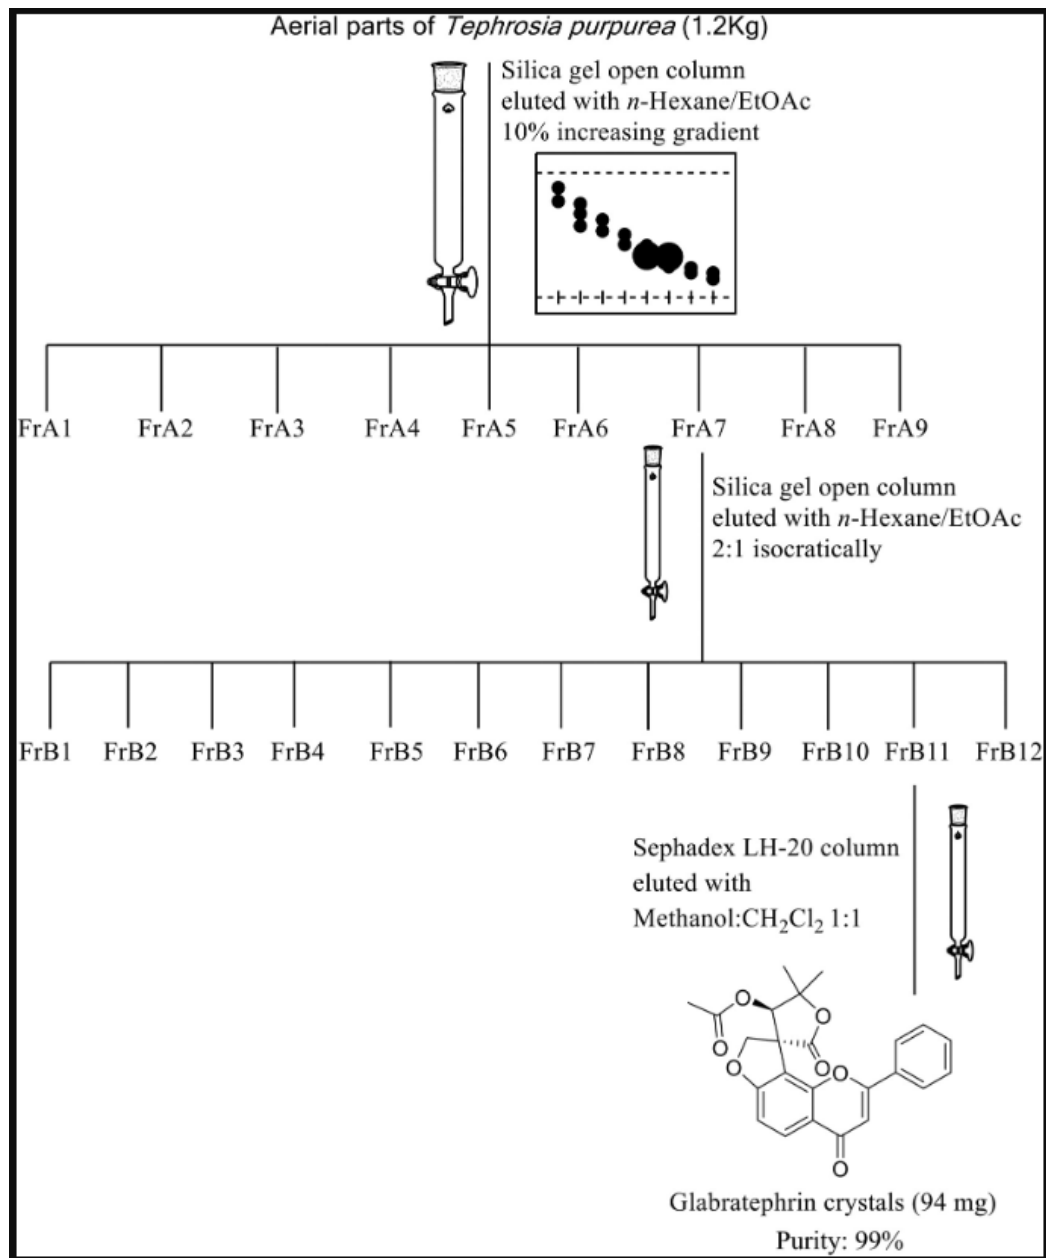 Aerial parts of Tephrosia purpurea (1.2Kg)
Silica gel open column
eluted with n-Hexane/EtOAc
10% increasing gradient
FrA1 FrA2 FrA3 FrA4 FrA5 FrA6 FrA7 FrA8 FrA9
Silica gel open column
eluted with n-Hexane/EtOAc
2:1 isocratically
FrB1 FrB2 FrB3 FrB4 FrB5 FrB6 FrB7 FrB8 FrB9 FrB10 FrB11 FrB12
Sephadex LH-20 column
eluted with
Methanol:CH₂Cl₂ 1:1
O
O
O
O
O
O
O
Glabratephrin crystals (94 mg)
Purity: 99%